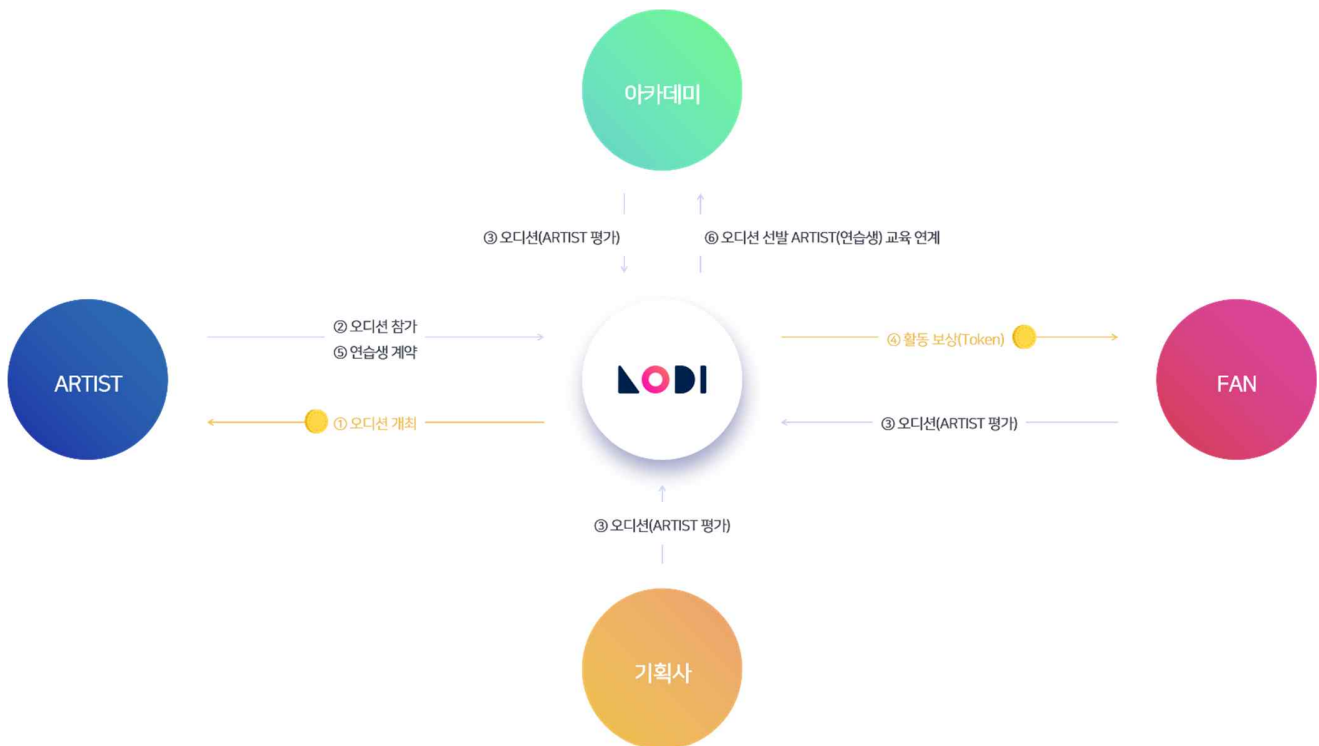 아카데미
③ 오디션(ARTIST 평가)
⑥ 오디션 선발 ARTIST(연습생) 교육 연계
② 오디션 참가
⑤ 연습생 계약
④ 활동 보상(Token)
ARTIST
LODI
FAN
① 오디션 개최
③ 오디션(ARTIST 평가)
③ 오디션(ARTIST 평가)
기획사